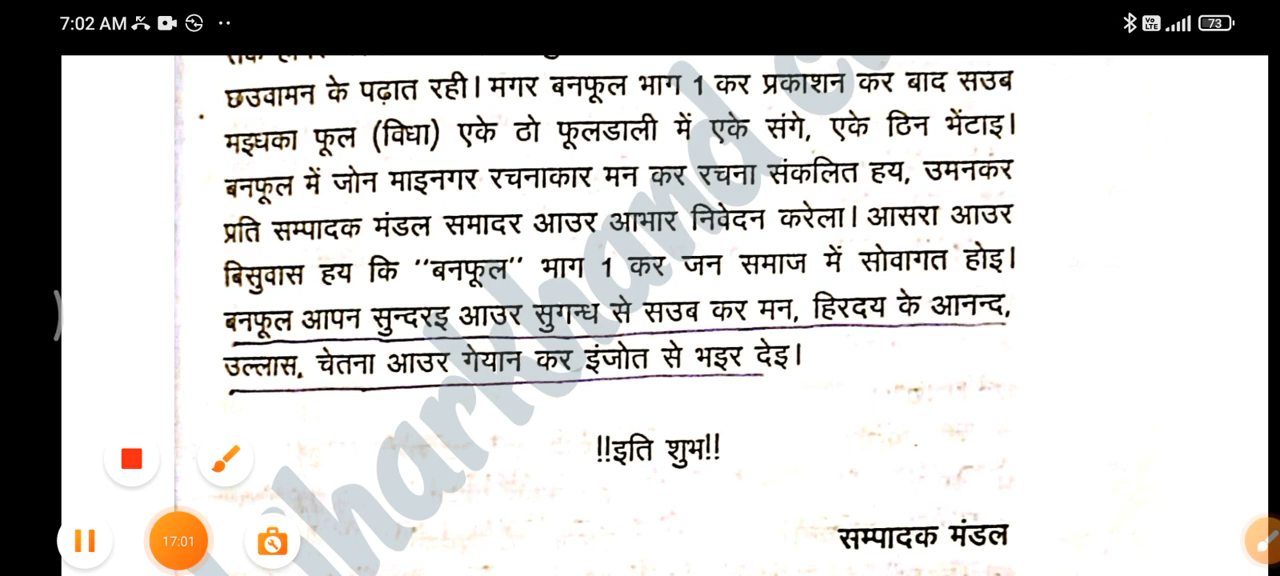 7:02 AM
VoLTE
73
छउवामन के पढ़ात रही। मगर बनफूल भाग 1 कर प्रकाशन कर बाद सउब
मइधका फूल (विधा) एके ठो फूलडाली में एके संगे, एके ठिन भेंटाइ।
बनफूल में जोन माइनगर रचनाकार मन कर रचना संकलित हय, उमनकर
प्रति सम्पादक मंडल समादर आउर आभार निवेदन करेला। आसरा आउर
बिसुवास हय कि ‘‘बनफूल’’ भाग 1 कर जन समाज में सोवागत होइ।
बनफूल आपन सुन्दरइ आउर सुगन्ध से सउब कर मन, हिरदय के आनन्द,
उल्लास, चेतना आउर गेयान कर इंजोत से भइर देइ।
!!इति शुभ!!
सम्पादक मंडल
17:01